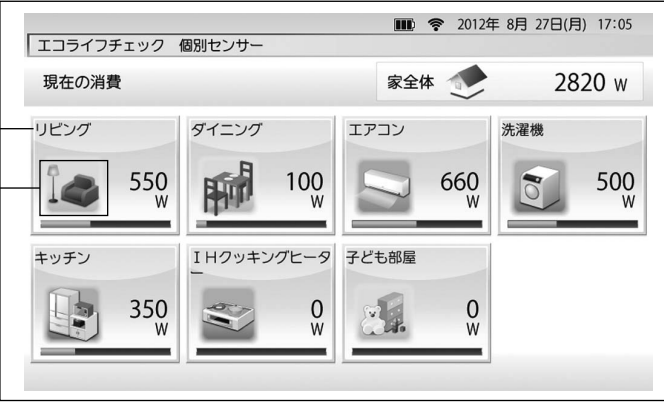 2012年 8月 27日(月) 17:05
エコライフチェック 個別センサー
現在の消費
家全体
2820 W
リビング
550
W
ダイニング
100
W
エアコン
660
W
洗濯機
500
W
キッチン
350
W
IHクッキングヒータ
ー
0
W
子ども部屋
0
W